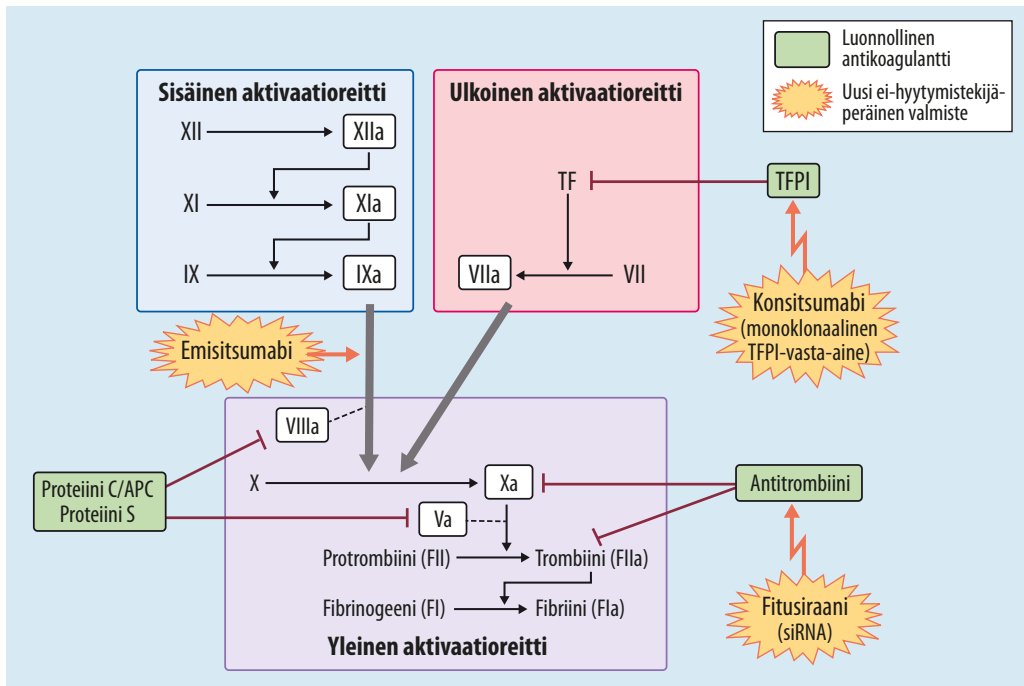 Luonnollinen
antikoagulantti
Uusi ei-hyytymistekijä-
peräinen valmiste
Sisäinen aktivaatioreitti
XII
XIIa
XI
XIa
IX
IXa
Ulkoinen aktivaatioreitti
TF
VIIa
VII
TFPI
Konsitsumabi
(monoklonaalinen
TFPI-vasta-aine)
Emisitsumabi
VIIIa
X
Xa
Va
Protrombiini (FII)
Trombiini (FIIa)
Fibrinogeeni (FI)
Fibriini (FIa)
Yleinen aktivaatioreitti
Proteiini C/APC
Proteiini S
Antitrombiini
Fitusiraani
(siRNA)